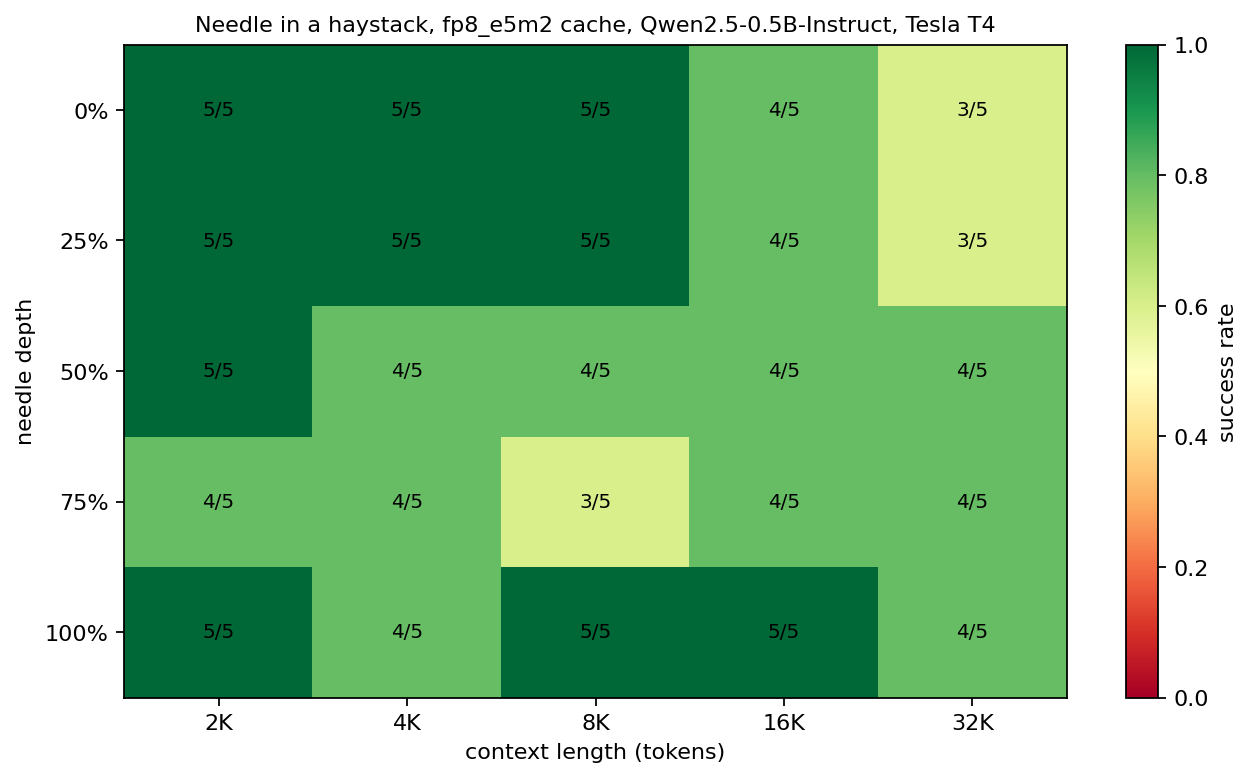 Needle in a haystack, fp8_e5m2 cache, Qwen2.5-0.5B-Instruct, Tesla T4
0% 5/5 5/5 5/5 4/5 3/5
25% 5/5 5/5 5/5 4/5 3/5
50% 5/5 4/5 4/5 4/5 4/5
75% 4/5 4/5 3/5 4/5 4/5
100% 5/5 4/5 5/5 5/5 4/5
2K 4K 8K 16K 32K
context length (tokens)
needle depth
1.0
0.8
0.6
0.4
0.2
0.0
success rate